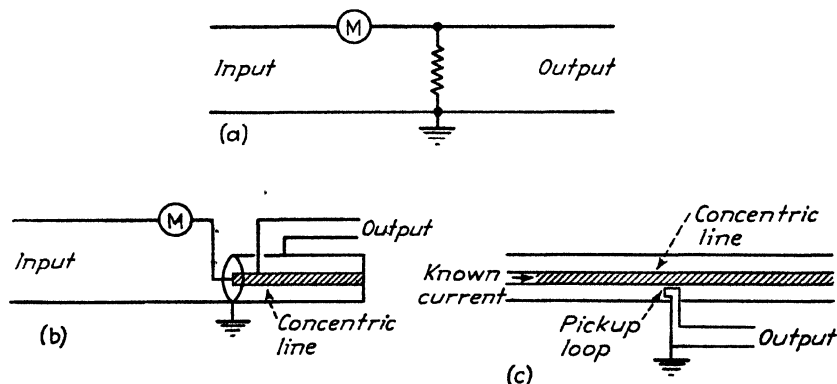 M
Input
Output
(a)
M
Output
Input
Concentric
line
(b)
Concentric
line
Known
current
Pickup
loop
Output
(c)